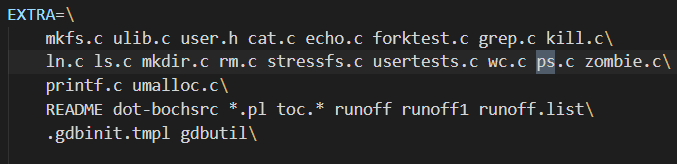 EXTRA=\
mkfs.c ulib.c user.h cat.c echo.c forktest.c grep.c kill.c\
ln.c ls.c mkdir.c rm.c stressfs.c usertests.c wc.c ps.c zombie.c\
printf.c umalloc.c\
README dot-bochsrc *.pl toc.* runoff runoff1 runoff.list\
.gdbinit.tmpl gdbutil\